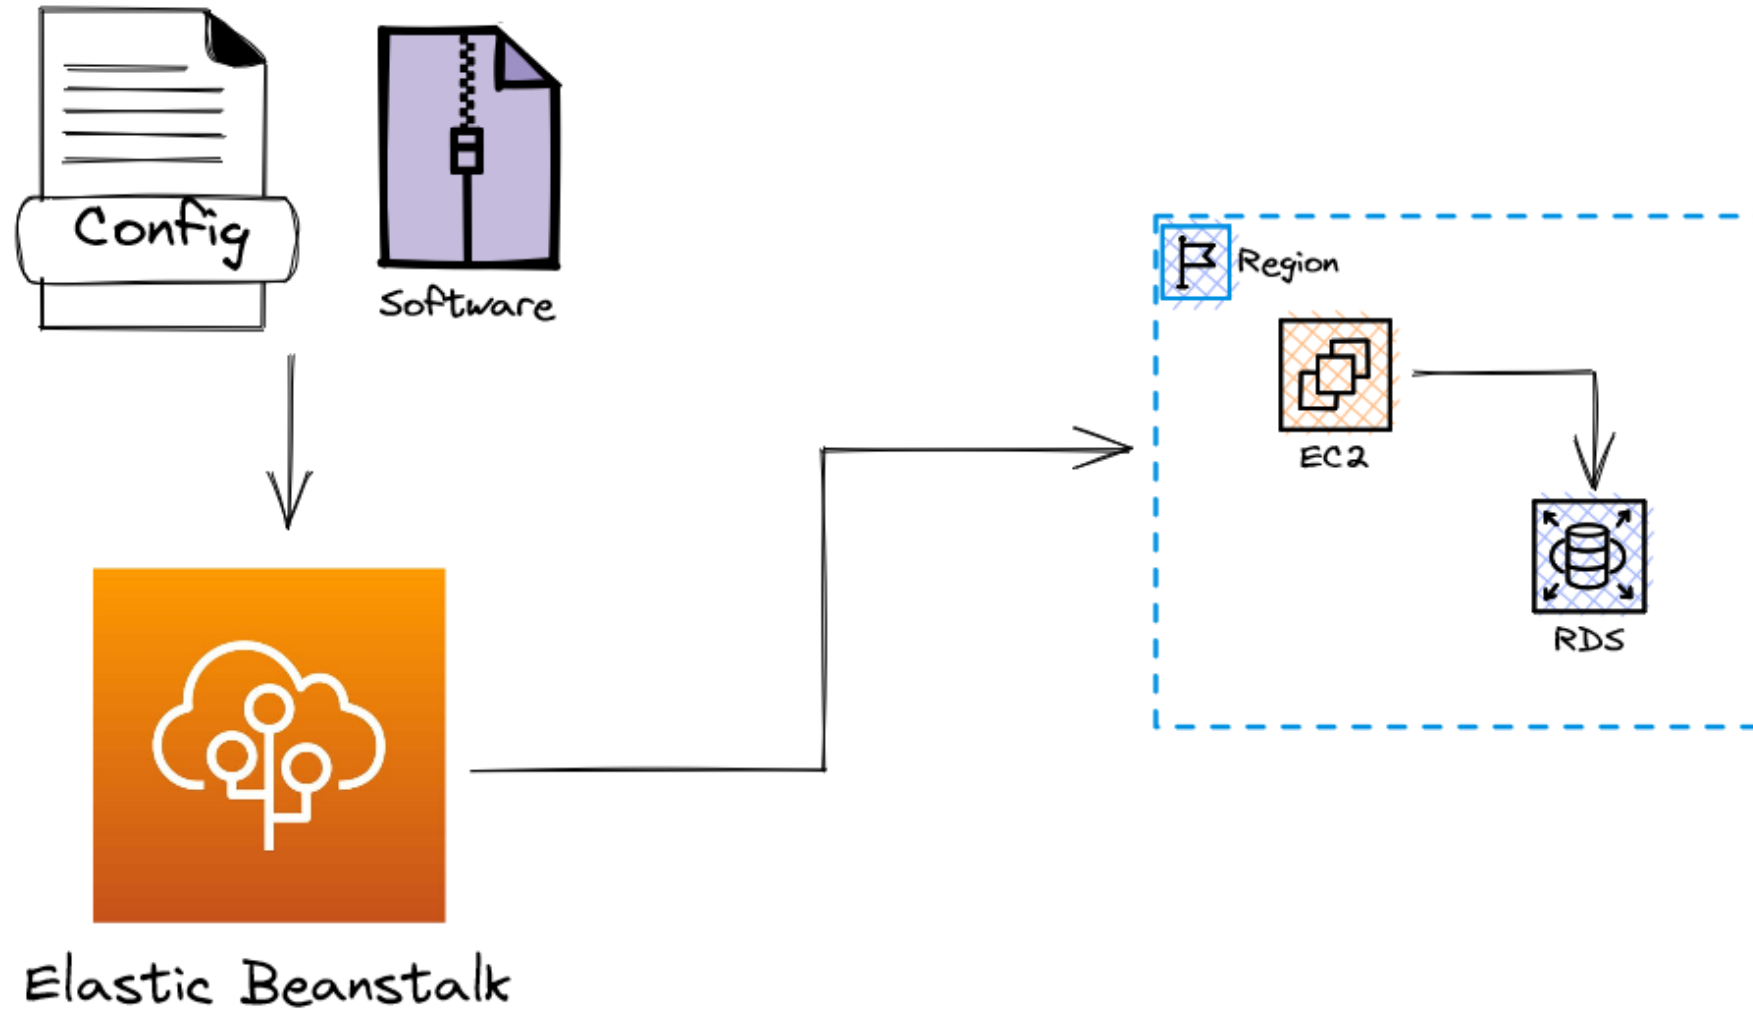 Config
Software
Region
EC2
RDS
Elastic Beanstalk